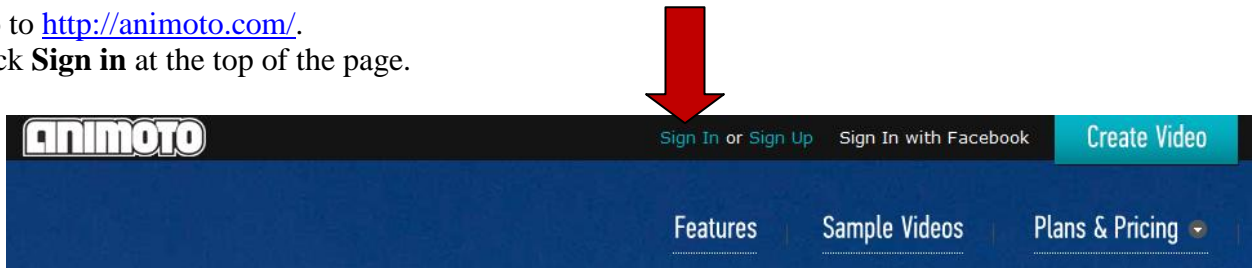 to http://animoto.com/.
ck Sign in at the top of the page.
ANIMOTO Sign In or Sign Up Sign In with Facebook Create Video
Features Sample Videos Plans & Pricing